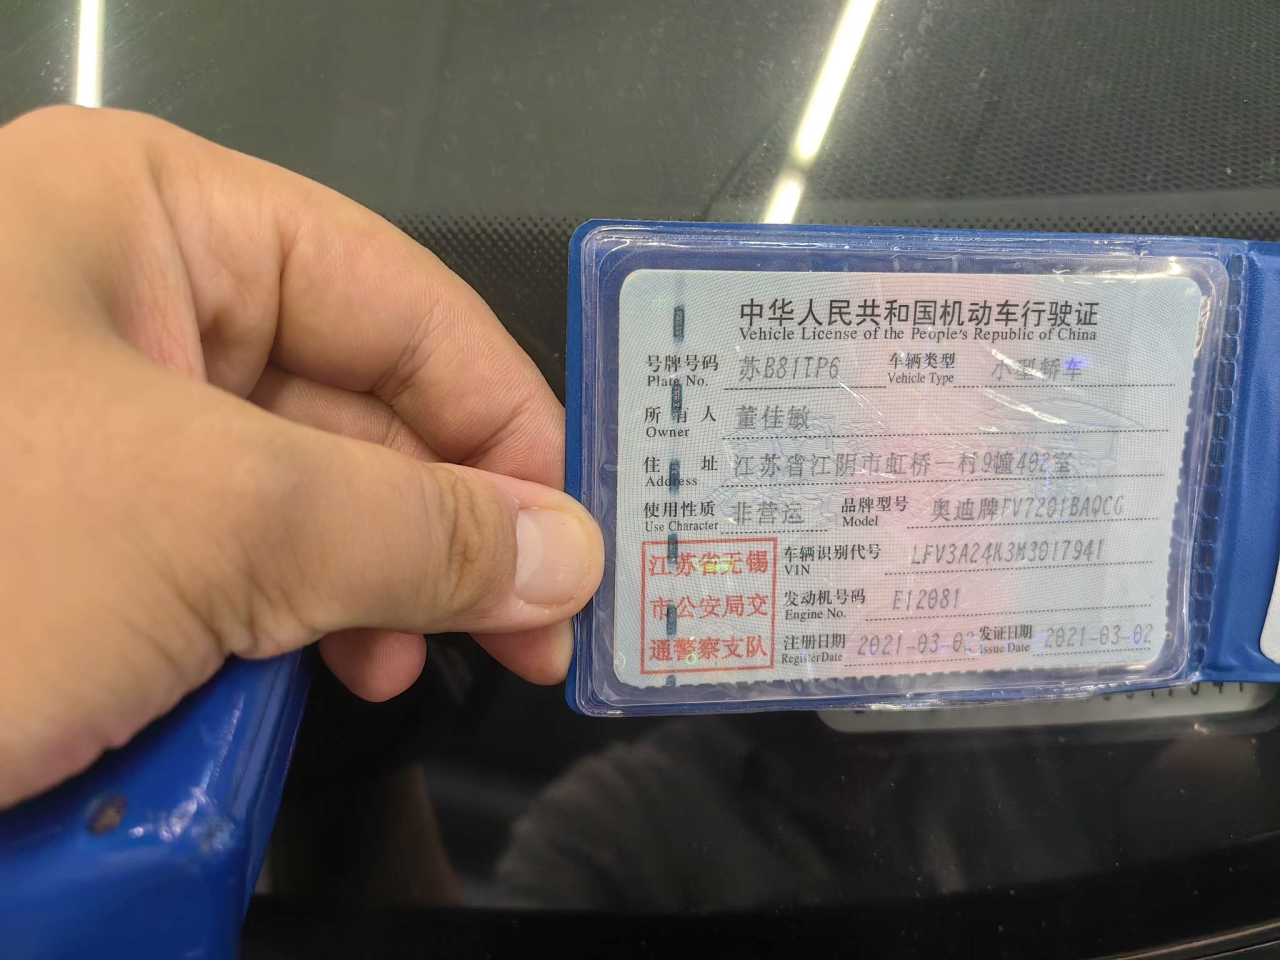 中华人民共和国机动车行驶证
Vehicle License of the People's Republic of China
号牌号码 苏B81TP6 车辆类型 小型轿车
Plate No. Vehicle Type
所有人 董佳敏
Owner
住址 江苏省江阴市虹桥一村9幢402室
Address
使用性质 非营运 品牌型号 奥迪牌FV7201BAQCG
Use Character Model
江苏省无锡
市公安局交
通警察支队
车辆识别代号 LFV3A24K3M3017941
VIN
发动机号码 E12081
Engine No.
注册日期 2021-03-02 发证日期 2021-03-02
Register Date Issue Date